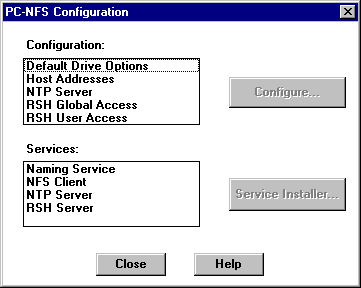 PC-NFS Configuration
Configuration:
Default Drive Options
Host Addresses
NTP Server
RSH Global Access
RSH User Access
Configure...
Services:
Naming Service
NFS Client
NTP Server
RSH Server
Service Installer...
Close
Help